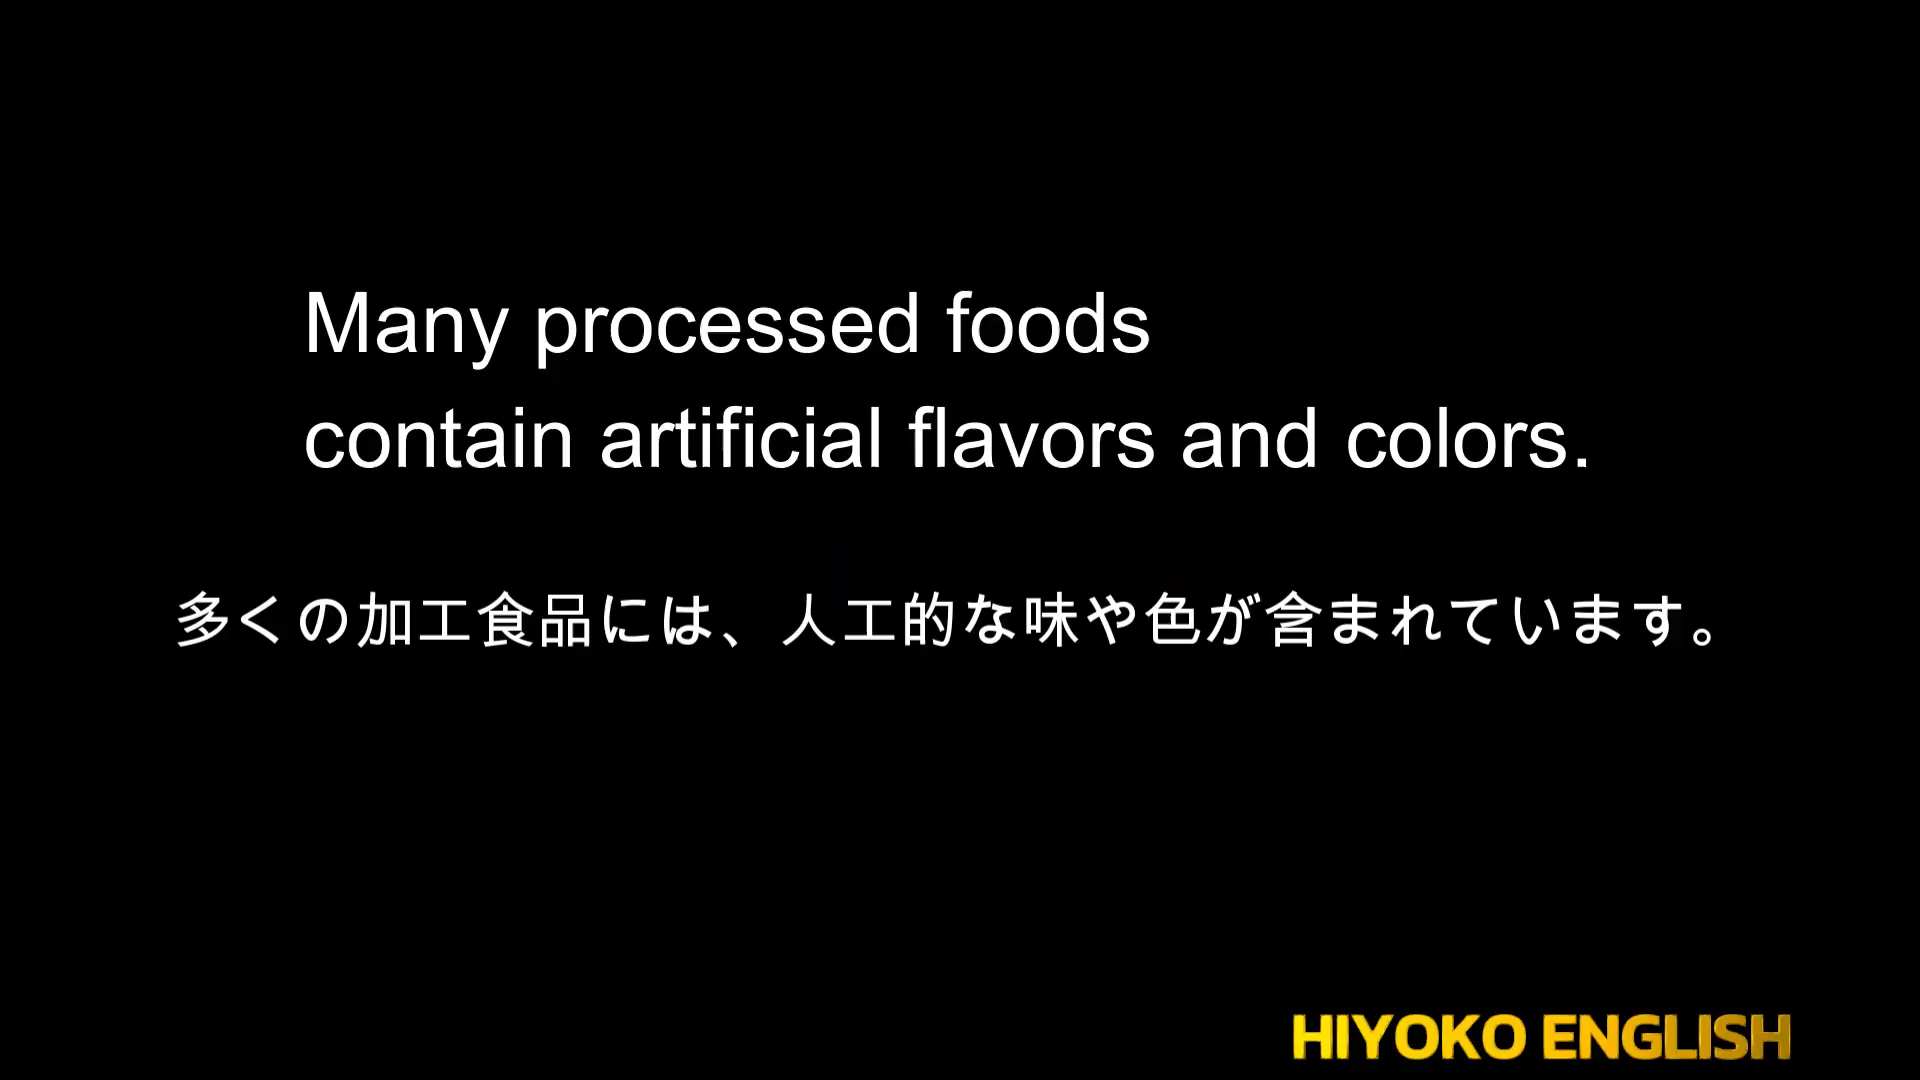 Many processed foods
contain artificial flavors and colors.
多くの加工食品には、人工的な味や色が含まれています。
HIYOKO ENGLISH